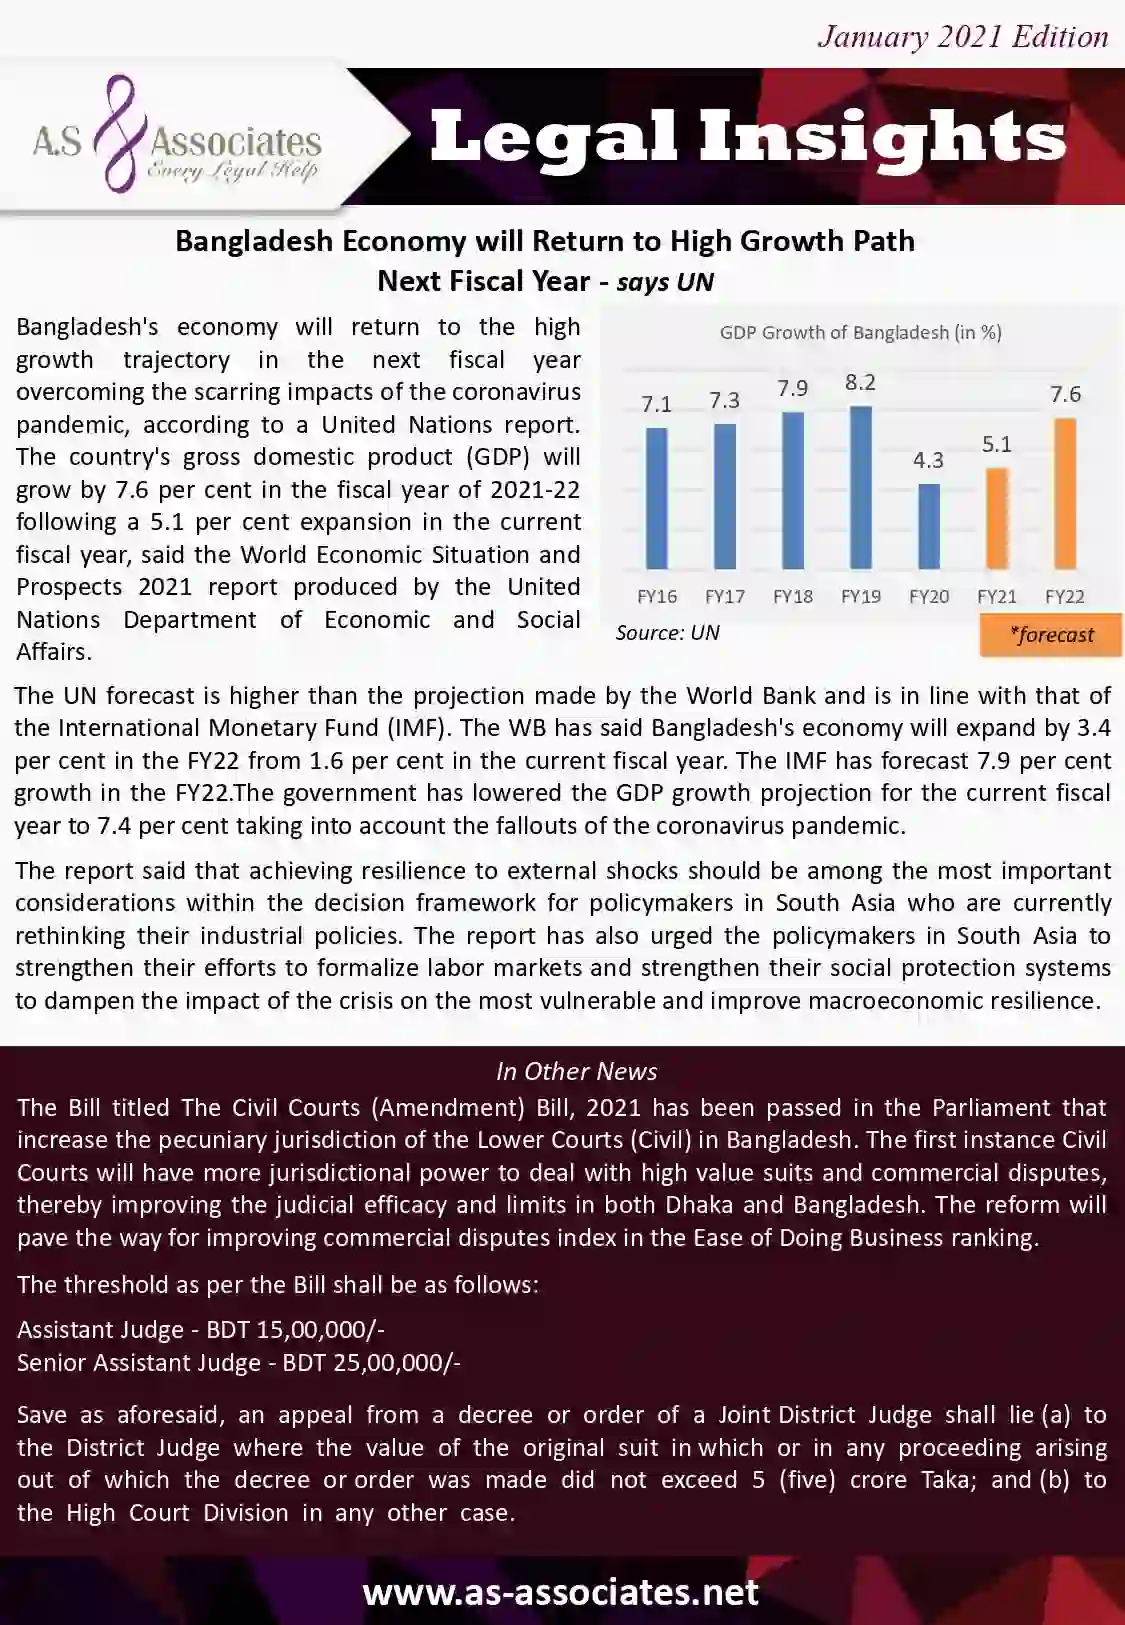 January 2021 Edition
A.S & Associates
Every Legal Help
Legal Insights
Bangladesh Economy will Return to High Growth Path
Next Fiscal Year - says UN
Bangladesh's economy will return to the high
growth trajectory in the next fiscal year
overcoming the scarring impacts of the coronavirus
pandemic, according to a United Nations report.
The country's gross domestic product (GDP) will
grow by 7.6 per cent in the fiscal year of 2021-22
following a 5.1 per cent expansion in the current
fiscal year, said the World Economic Situation and
Prospects 2021 report produced by the United
Nations Department of Economic and Social
Affairs.
GDP Growth of Bangladesh (in %)
7.1 7.3 7.9 8.2 4.3 5.1 7.6
FY16 FY17 FY18 FY19 FY20 FY21 FY22
Source: UN
*forecast
The UN forecast is higher than the projection made by the World Bank and is in line with that of
the International Monetary Fund (IMF). The WB has said Bangladesh's economy will expand by 3.4
per cent in the FY22 from 1.6 per cent in the current fiscal year. The IMF has forecast 7.9 per cent
growth in the FY22.The government has lowered the GDP growth projection for the current fiscal
year to 7.4 per cent taking into account the fallouts of the coronavirus pandemic.
The report said that achieving resilience to external shocks should be among the most important
considerations within the decision framework for policymakers in South Asia who are currently
rethinking their industrial policies. The report has also urged the policymakers in South Asia to
strengthen their efforts to formalize labor markets and strengthen their social protection systems
to dampen the impact of the crisis on the most vulnerable and improve macroeconomic resilience.
In Other News
The Bill titled The Civil Courts (Amendment) Bill, 2021 has been passed in the Parliament that
increase the pecuniary jurisdiction of the Lower Courts (Civil) in Bangladesh. The first instance Civil
Courts will have more jurisdictional power to deal with high value suits and commercial disputes,
thereby improving the judicial efficacy and limits in both Dhaka and Bangladesh. The reform will
pave the way for improving commercial disputes index in the Ease of Doing Business ranking.
The threshold as per the Bill shall be as follows:
Assistant Judge - BDT 15,00,000/-
Senior Assistant Judge - BDT 25,00,000/-
Save as aforesaid, an appeal from a decree or order of a Joint District Judge shall lie (a) to
the District Judge where the value of the original suit in which or in any proceeding arising
out of which the decree or order was made did not exceed 5 (five) crore Taka; and (b) to
the High Court Division in any other case.
www.as-associates.net